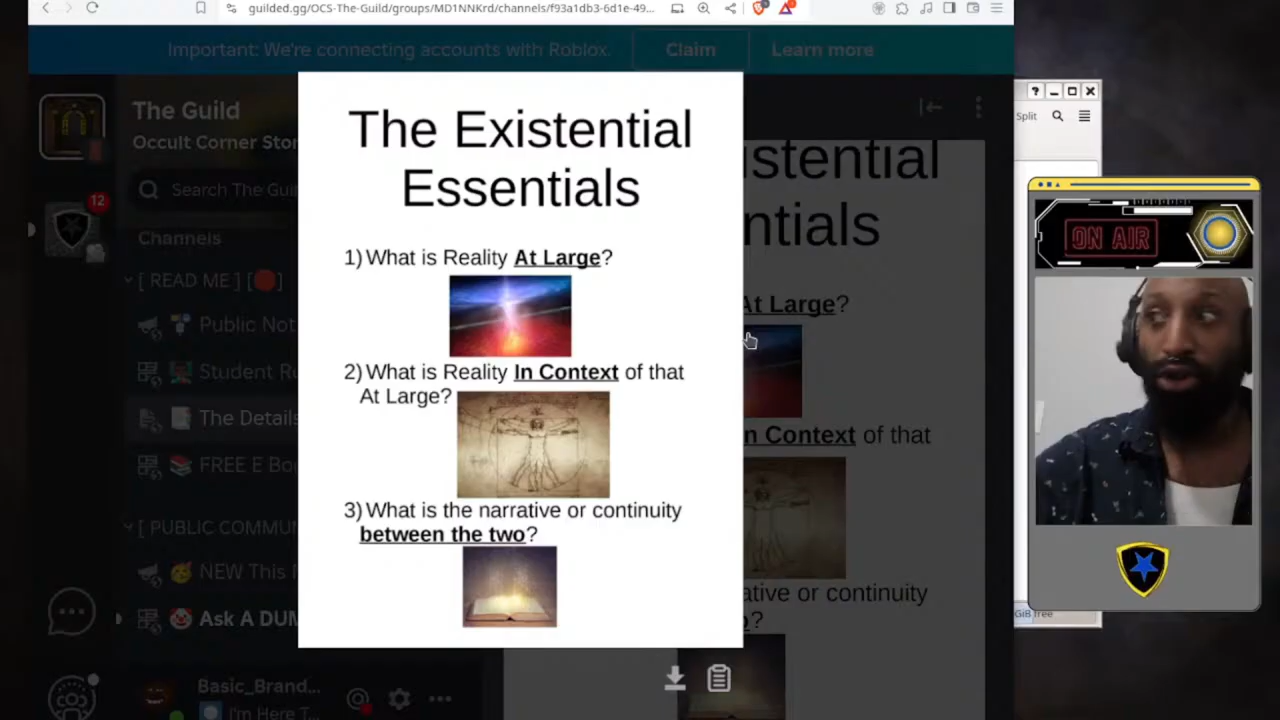 guilded.gg/OCS-The-Guild/groups/MD1NNKrd/channels/f93a1db3-6d1e-49...
Important: We're connecting accounts with Roblox.
Claim
Learn more
The Guild
Occult Corner Stor
Search The Gui
12
Channels
[ READ ME ] [
Public Not
Student R
The Details
FREE E Bo
[ PUBLIC COMMU
NEW This
Ask A DUM
Basic_Brand...
I'm Here T...
The Existential
Essentials
1) What is Reality At Large?
2) What is Reality In Context of that
At Large?
3) What is the narrative or continuity
between the two?
istential
ntials
At Large?
n Context of that
ative or continuity
?
Split
ON AIR
GiB free